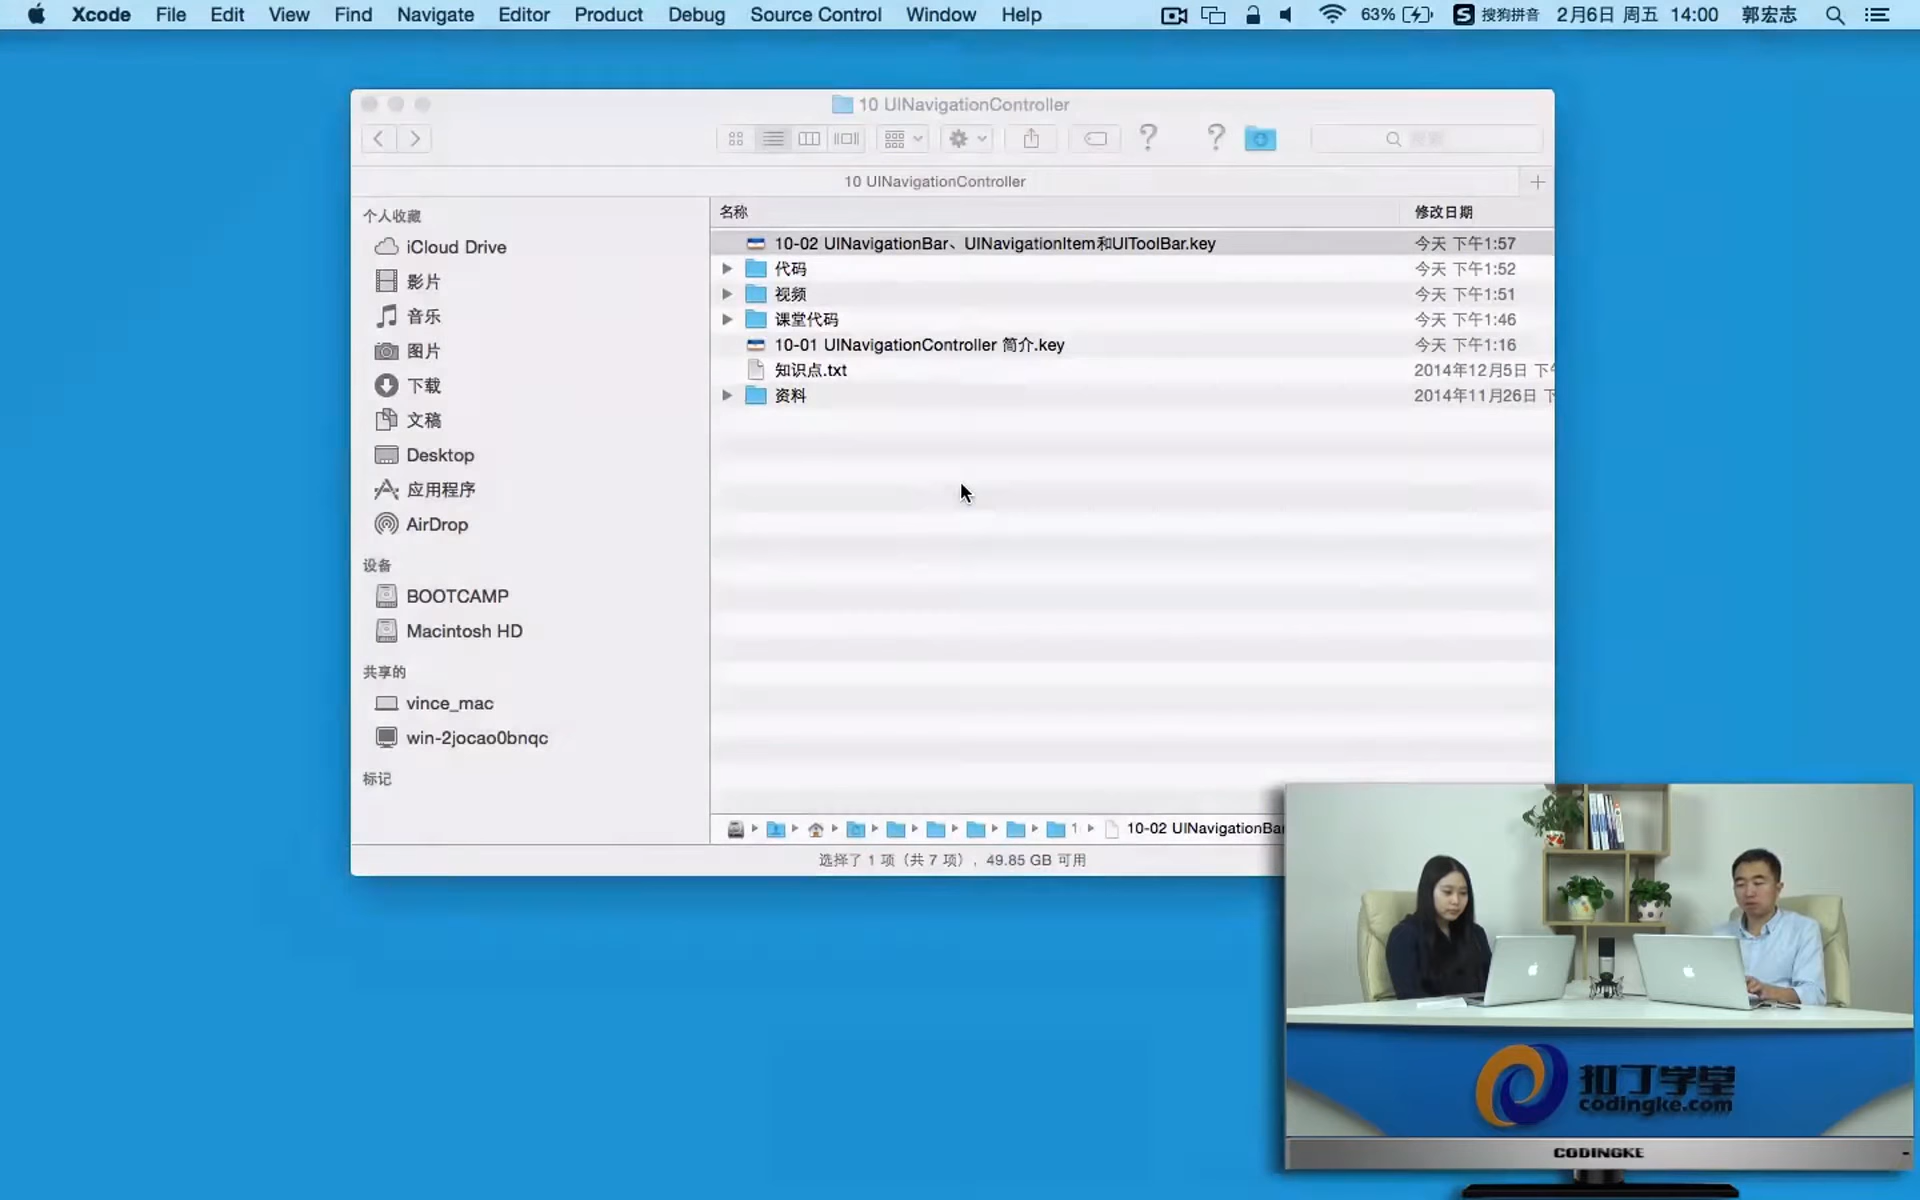 Xcode File Edit View Find Navigate Editor Product Debug Source Control Window Help 63% S 搜狗拼音 2月6日 周五 14:00 郭宏志
10 UINavigationController
10 UINavigationController
个人收藏
iCloud Drive
影片
音乐
图片
下载
文稿
Desktop
应用程序
AirDrop
设备
BOOTCAMP
Macintosh HD
共享的
vince_mac
win-2jocao0bnqc
标记
名称 修改日期
10-02 UINavigationBar、UINavigationItem和UIToolBar.key 今天 下午1:57
代码 今天 下午1:52
视频 今天 下午1:51
课堂代码 今天 下午1:46
10-01 UINavigationController 简介.key 今天 下午1:16
知识点.txt 2014年12月5日 下
资料 2014年11月26日 下
1 10-02 UINavigationBa
选择了 1 项（共 7 项），49.85 GB 可用
扣丁学堂
codingke.com
CODINGKE